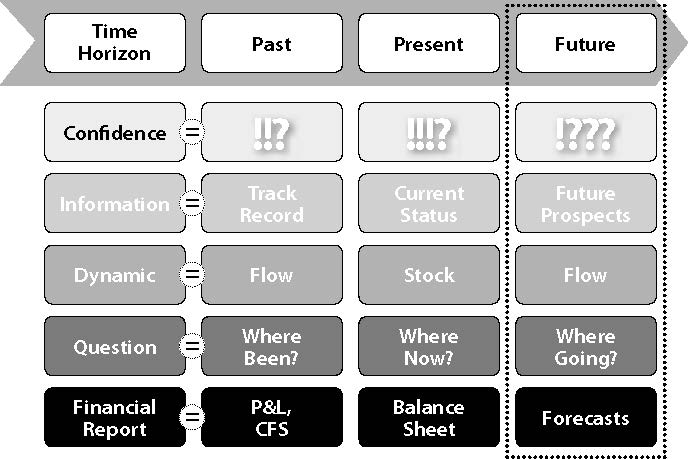 Time Horizon Past Present Future
Confidence = !!? !!!? !???
Information = Track Record Current Status Future Prospects
Dynamic = Flow Stock Flow
Question = Where Been? Where Now? Where Going?
Financial Report = P&L, CFS Balance Sheet Forecasts